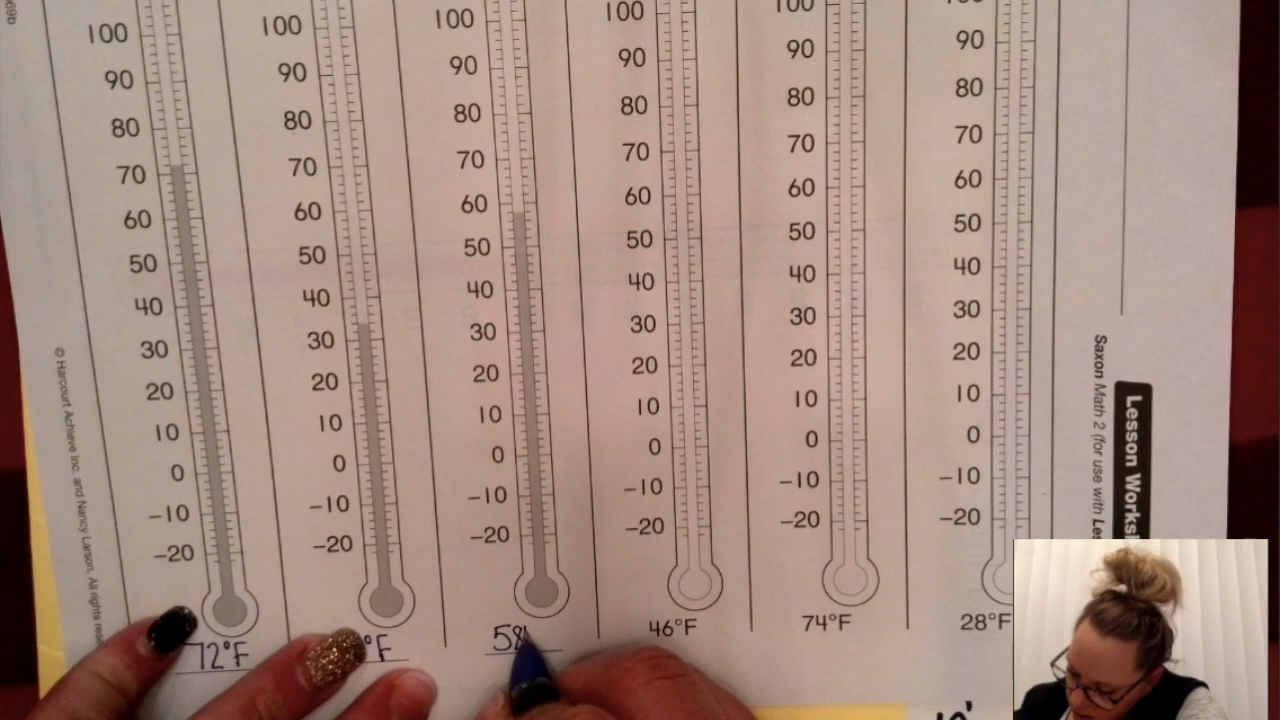 69b
100 100 100 100 100 100
90 90 90 90 90 90
80 80 80 80 80 80
70 70 70 70 70 70
60 60 60 60 60 60
50 50 50 50 50 50
40 40 40 40 40 40
30 30 30 30 30 30
20 20 20 20 20 20
10 10 10 10 10 10
0 0 0 0 0 0
−10 −10 −10 −10 −10 −10
−20 −20 −20 −20 −20 −20
72°F °F 58 46°F 74°F 28°F
© Harcourt Achieve Inc. and Nancy Larson. All rights
Saxon Math 2 (for use with
Lesson